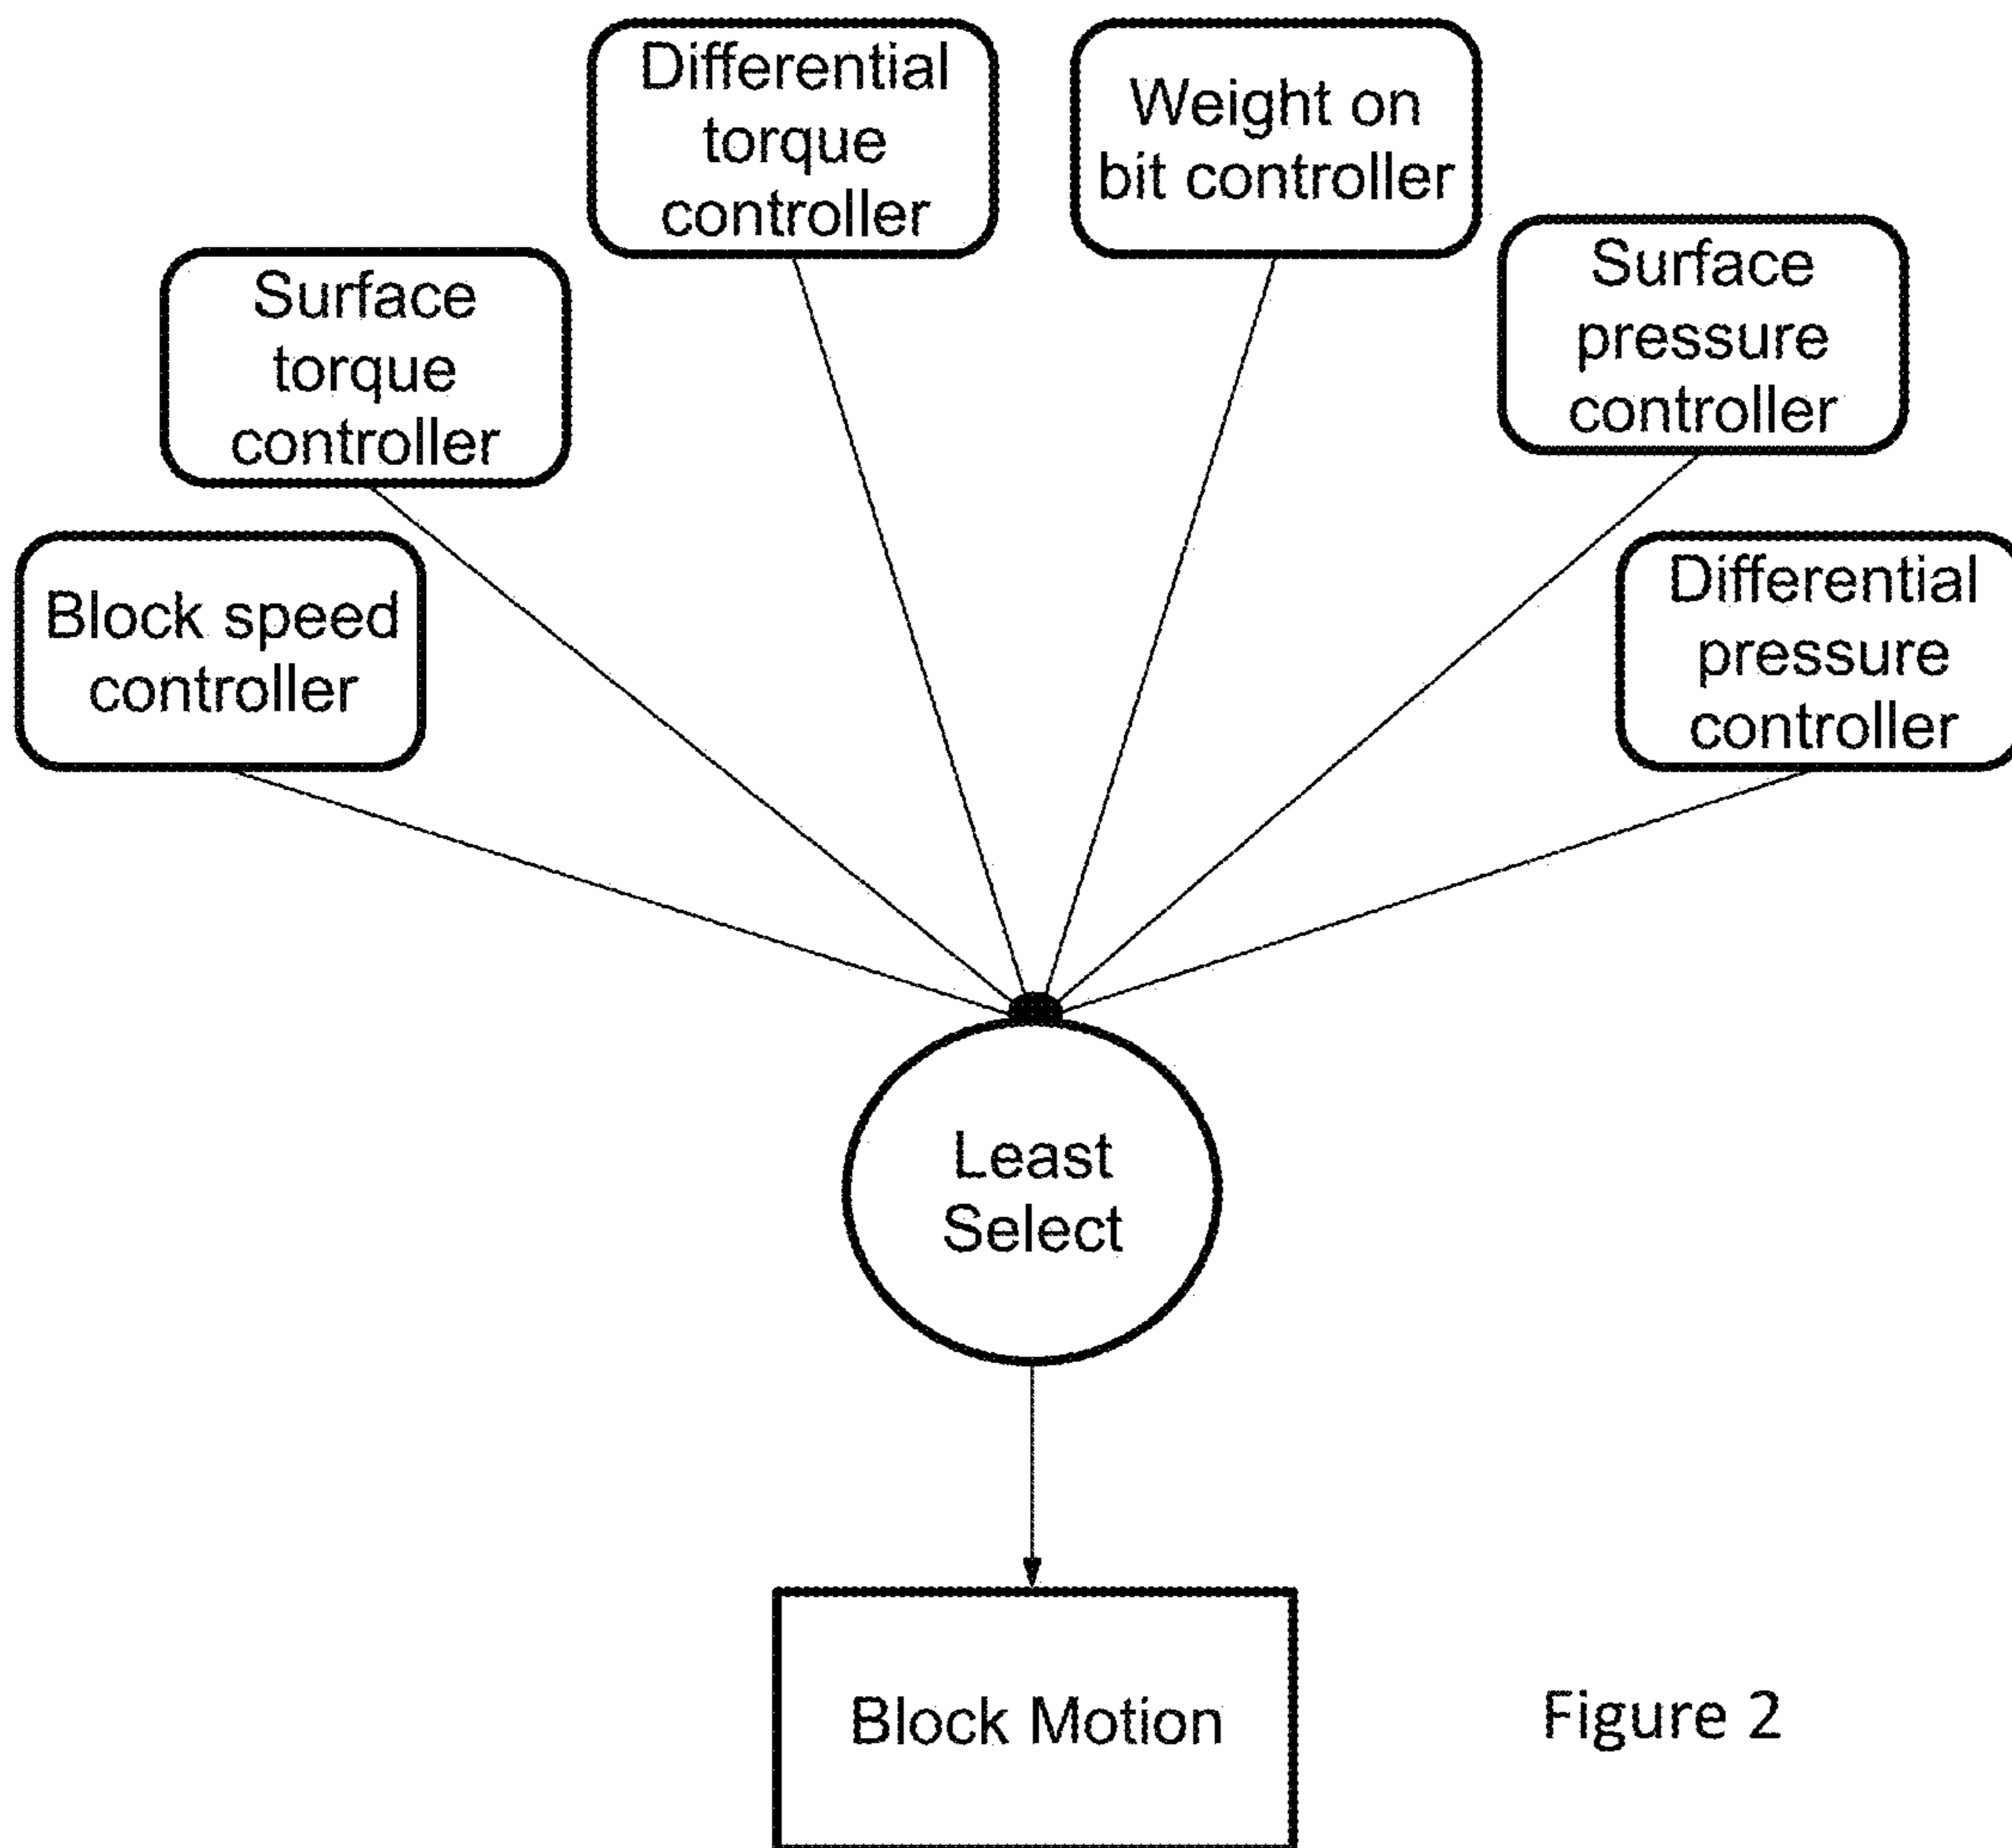 Differential
torque
controller
Weight on
bit controller
Surface
torque
controller
Surface
pressure
controller
Block speed
controller
Differential
pressure
controller
Least
Select
Block Motion
Figure 2